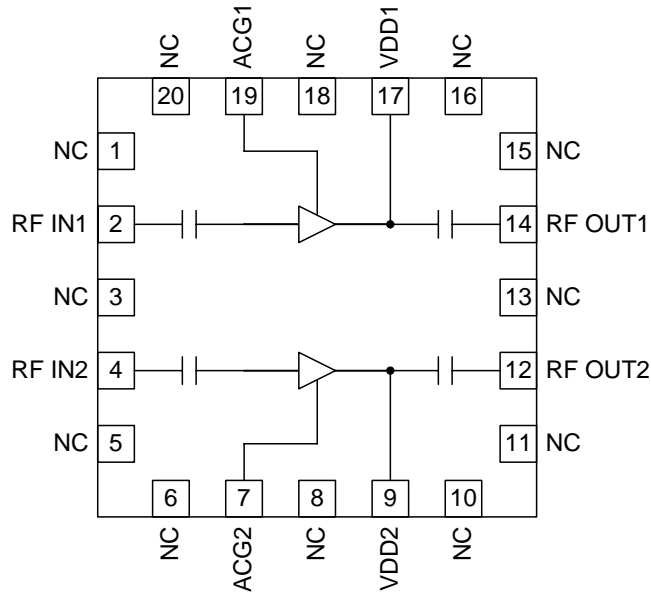 NC
ACG1
NC
VDD1
NC
20
19
18
17
16
NC 1
15 NC
RF IN1 2
14 RF OUT1
NC 3
13 NC
RF IN2 4
12 RF OUT2
NC 5
11 NC
6
7
8
9
10
NC
ACG2
NC
VDD2
NC